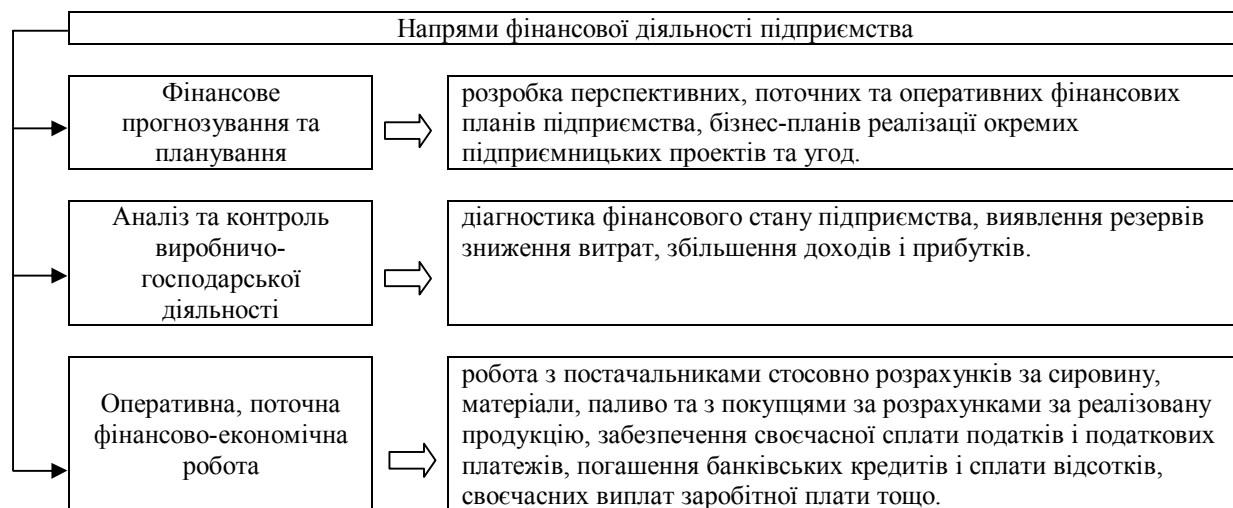 Напрями фінансової діяльності підприємства
Фінансове
прогнозування та
планування
розробка перспективних, поточних та оперативних фінансових
планів підприємства, бізнес-планів реалізації окремих
підприємницьких проектів та угод.
Аналіз та контроль
виробничо-
господарської
діяльності
діагностика фінансового стану підприємства, виявлення резервів
зниження витрат, збільшення доходів і прибутків.
Оперативна, поточна
фінансово-економічна
робота
робота з постачальниками стосовно розрахунків за сировину,
матеріали, паливо та з покупцями за розрахунками за реалізовану
продукцію, забезпечення своєчасної сплати податків і податкових
платежів, погашення банківських кредитів і сплати відсотків,
своєчасних виплат заробітної плати тощо.